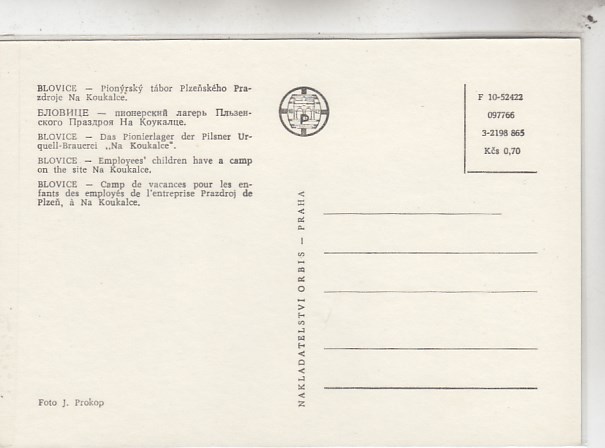 BLOVICE — Pionýrský tábor Plzeňského Pra-
zdroje Na Koukalce.
БЛОВИЦЕ — пионерский лагерь Пльзен-
ского Праздроя На Коукалце.
BLOVICE — Das Pionierlager der Pilsner Ur-
quell-Brauerei „Na Koukalce".
BLOVICE — Employees' children have a camp
on the site Na Koukalce.
BLOVICE — Camp de vacances pour les en-
fants des employés de l'entreprise Prazdroj de
Plzeň, à Na Koukalce.
Foto J. Prokop
NAKLADATELSTVÍ ORBIS — PRAHA
P
F 10-52422
097766
3-2198 865
Kčs 0,70